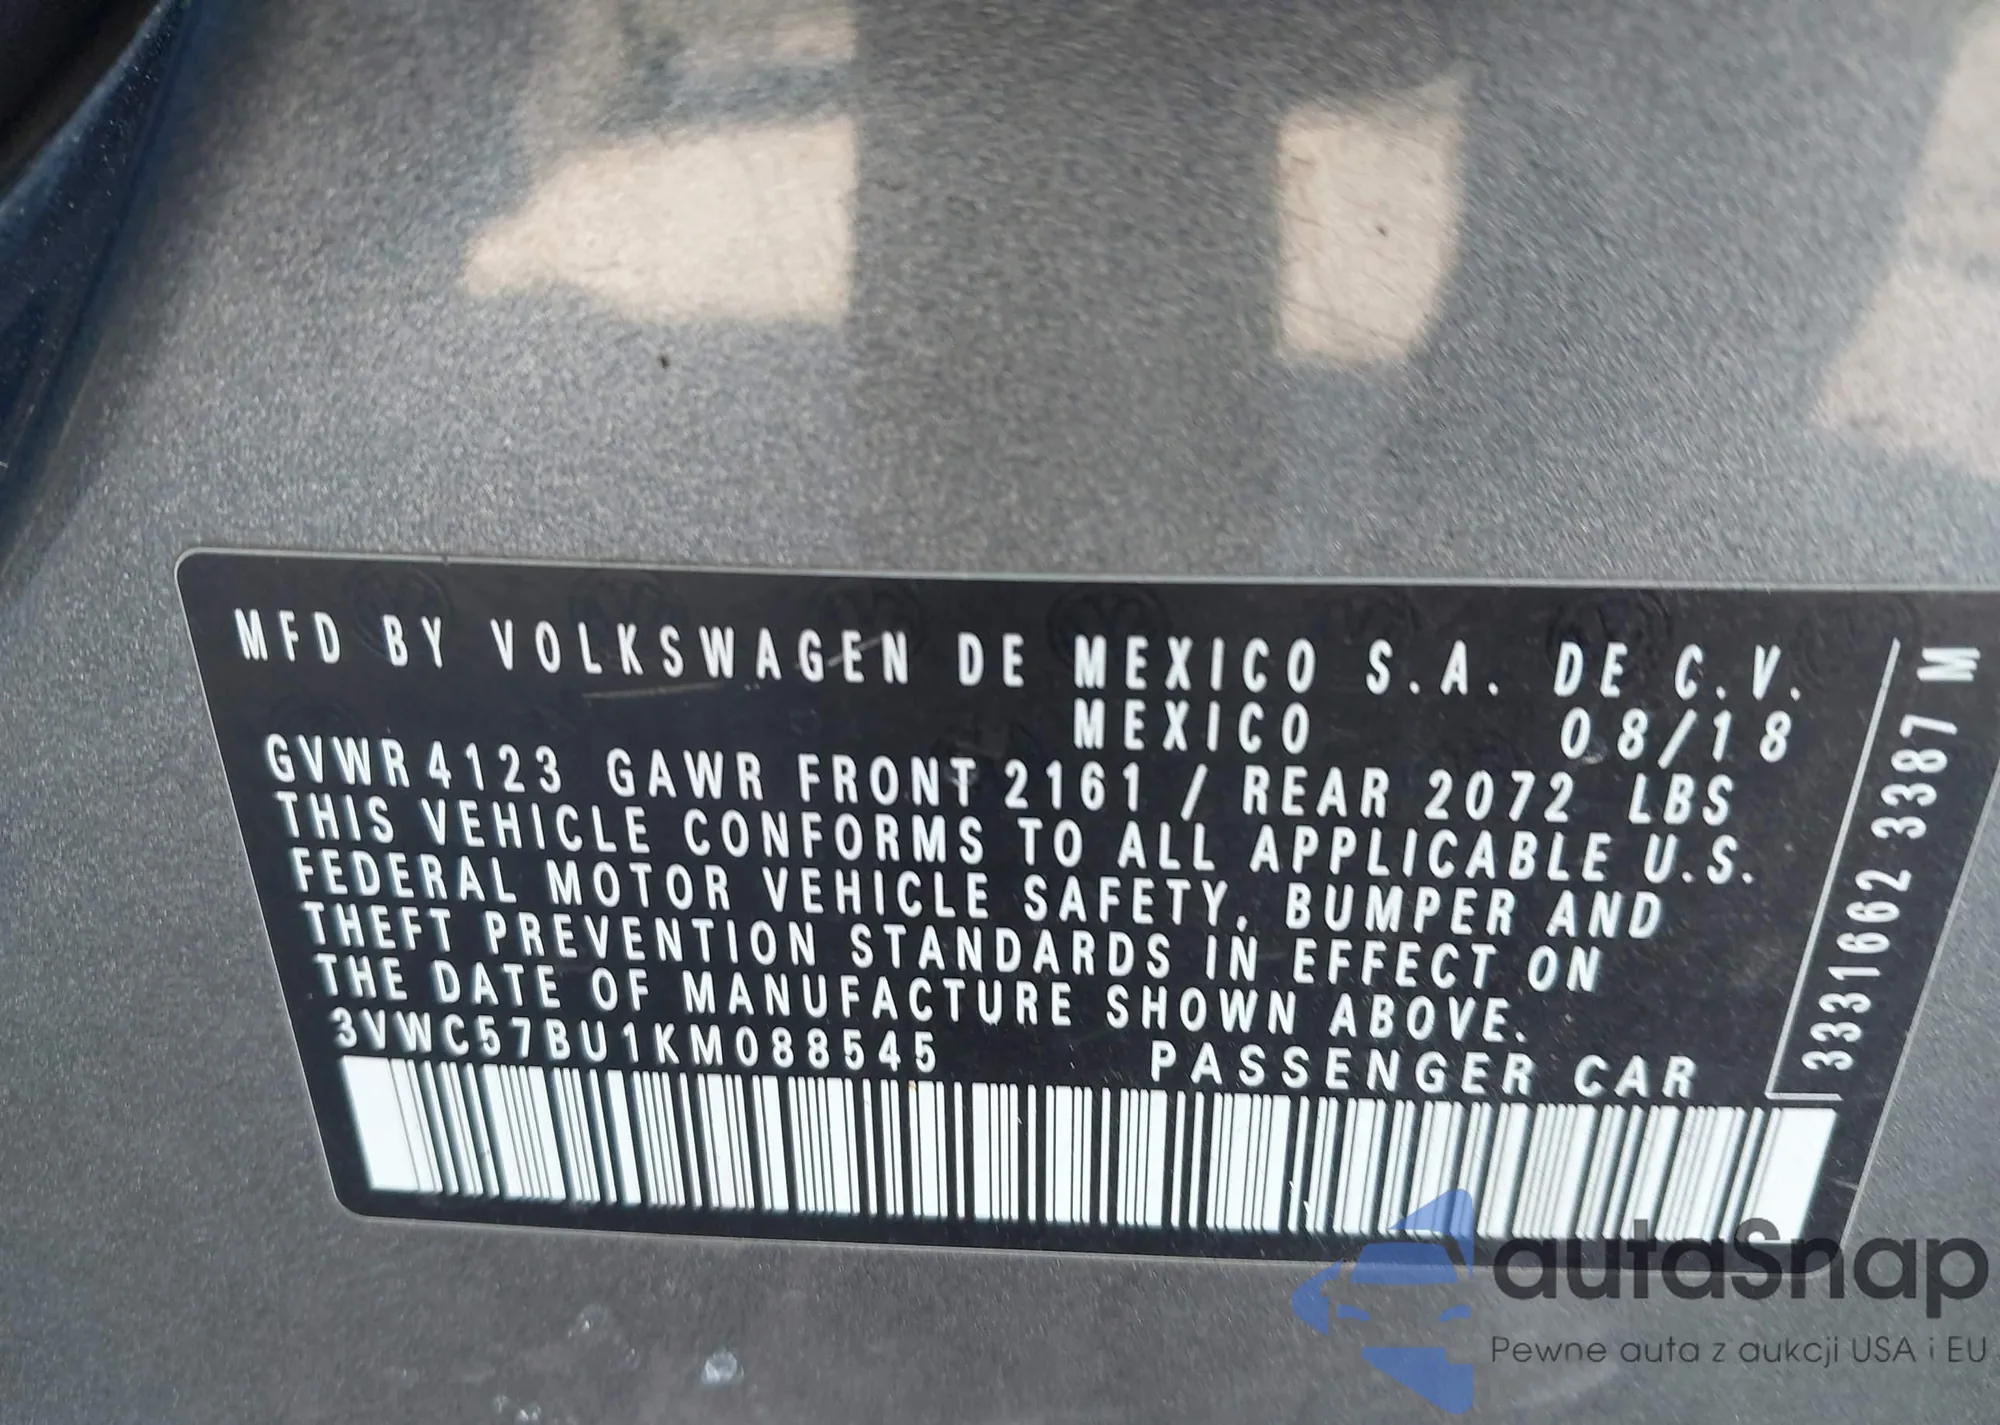 MFD BY VOLKSWAGEN DE MEXICO S.A. DE C.V.
MEXICO 08/18
GVWR 4123 GAWR FRONT 2161 / REAR 2072 LBS
THIS VEHICLE CONFORMS TO ALL APPLICABLE U.S.
FEDERAL MOTOR VEHICLE SAFETY, BUMPER AND
THEFT PREVENTION STANDARDS IN EFFECT ON
THE DATE OF MANUFACTURE SHOWN ABOVE.
3VWC57BU1KM088545 PASSENGER CAR
3331662 3387 M
autaSnap
Pewne auta z aukcji USA i EU